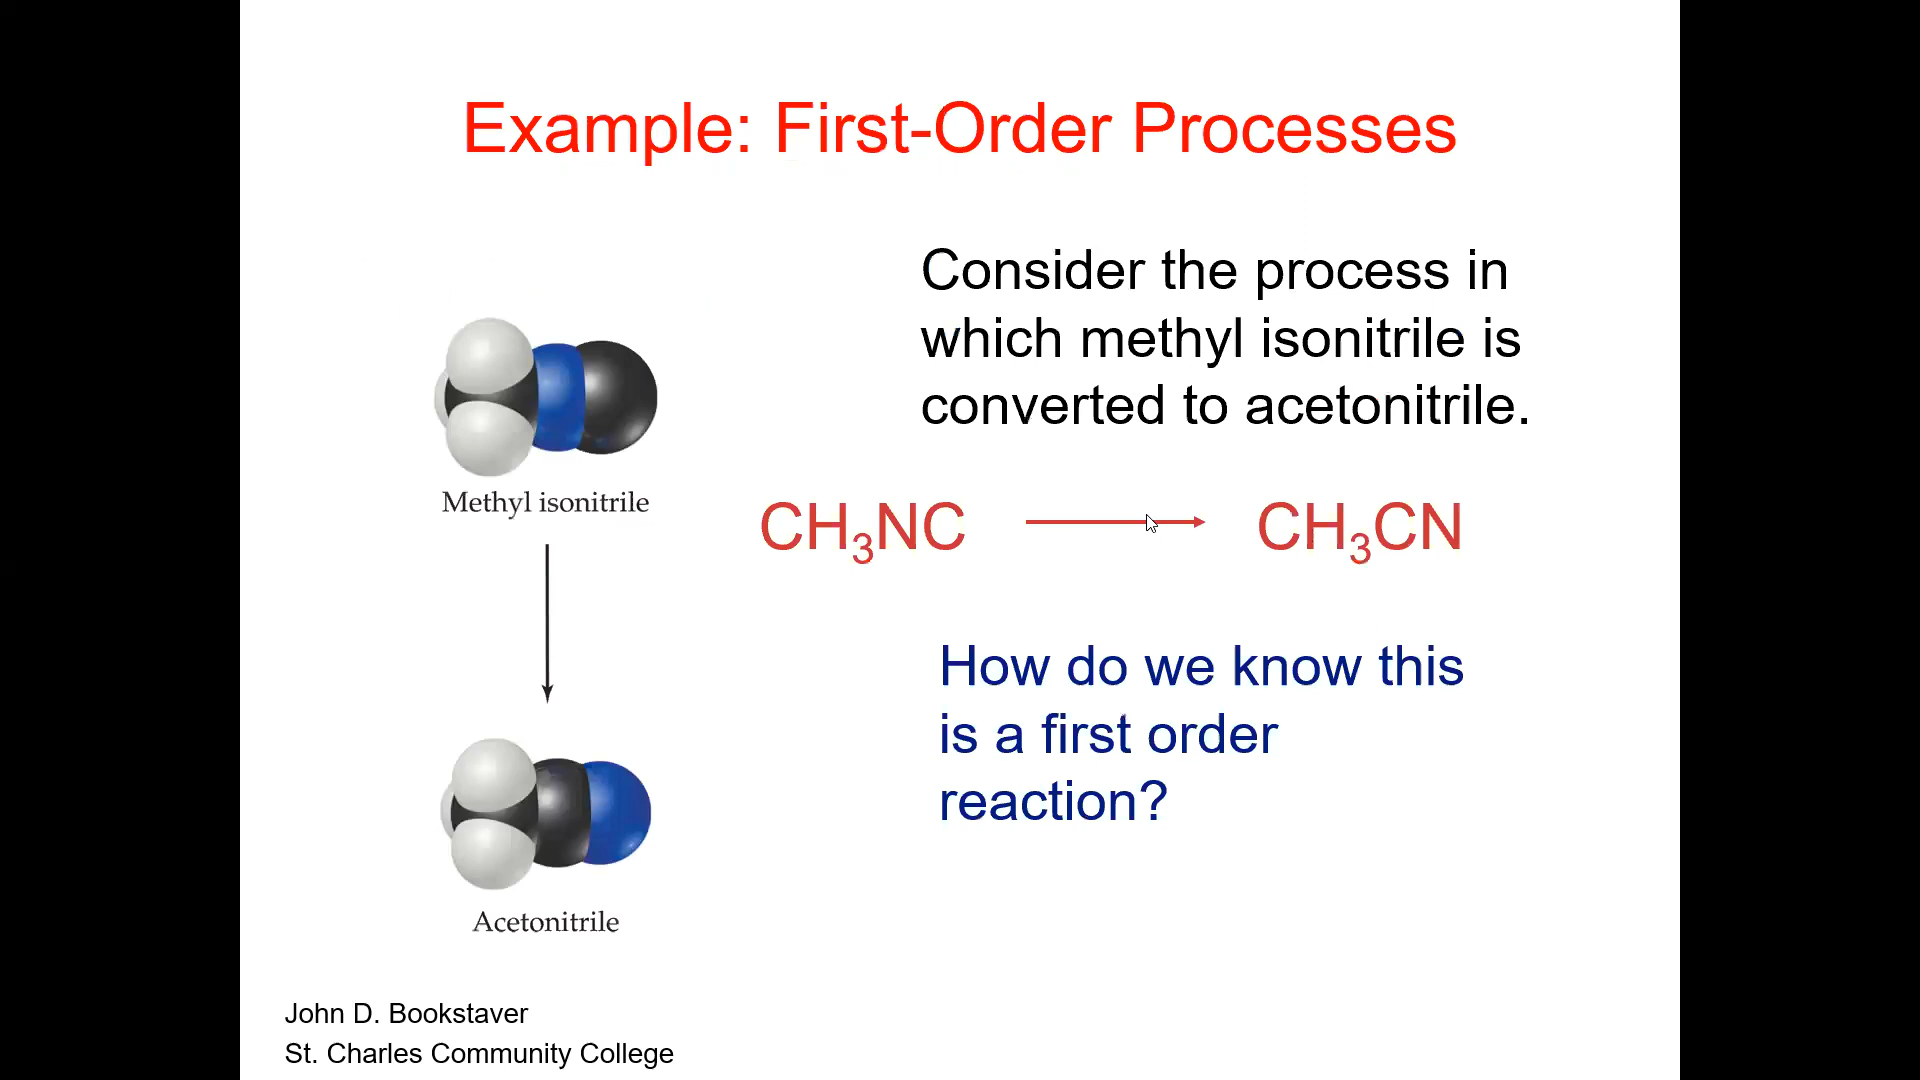 Example: First-Order Processes
Consider the process in
which methyl isonitrile is
converted to acetonitrile.
Methyl isonitrile
CH₃NC CH₃CN
How do we know this
is a first order
reaction?
Acetonitrile
John D. Bookstaver
St. Charles Community College